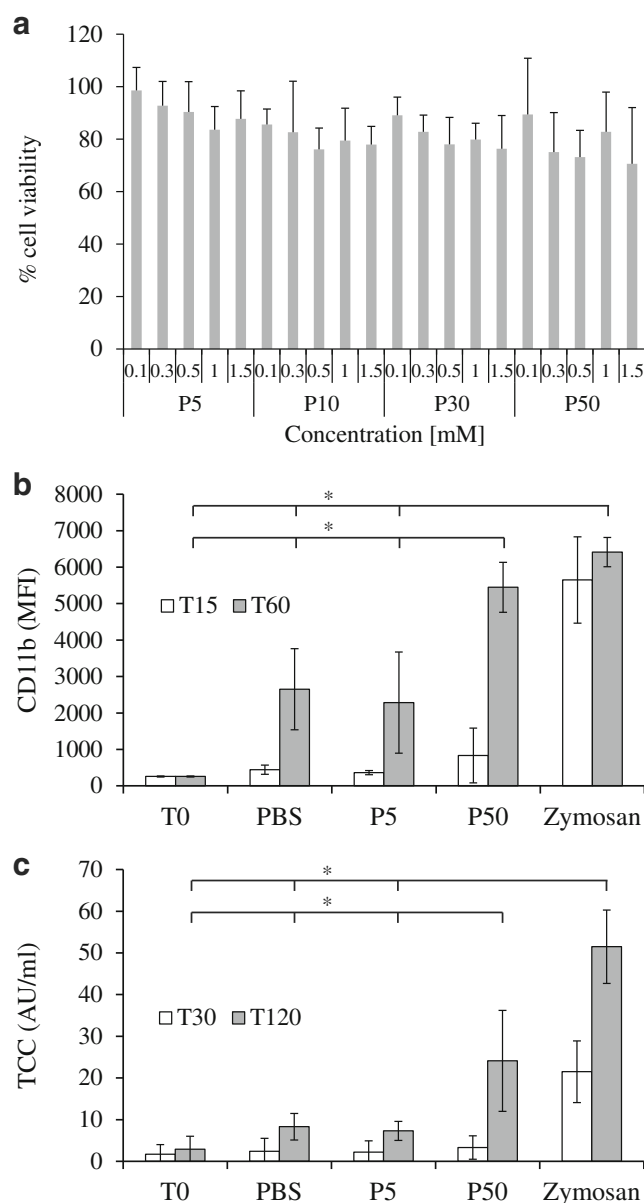 a
120
100
80
60
40
20
0
% cell viability
0.1 0.3 0.5 1 1.5 0.1 0.3 0.5 1 1.5 0.1 0.3 0.5 1 1.5 0.1 0.3 0.5 1 1.5
P5 P10 P30 P50
Concentration [mM]
b
8000
7000
6000
5000
4000
3000
2000
1000
0
CD11b (MFI)
*
*
T15 T60
T0 PBS P5 P50 Zymosan
c
70
60
50
40
30
20
10
0
TCC (AU/ml)
*
*
T30 T120
T0 PBS P5 P50 Zymosan